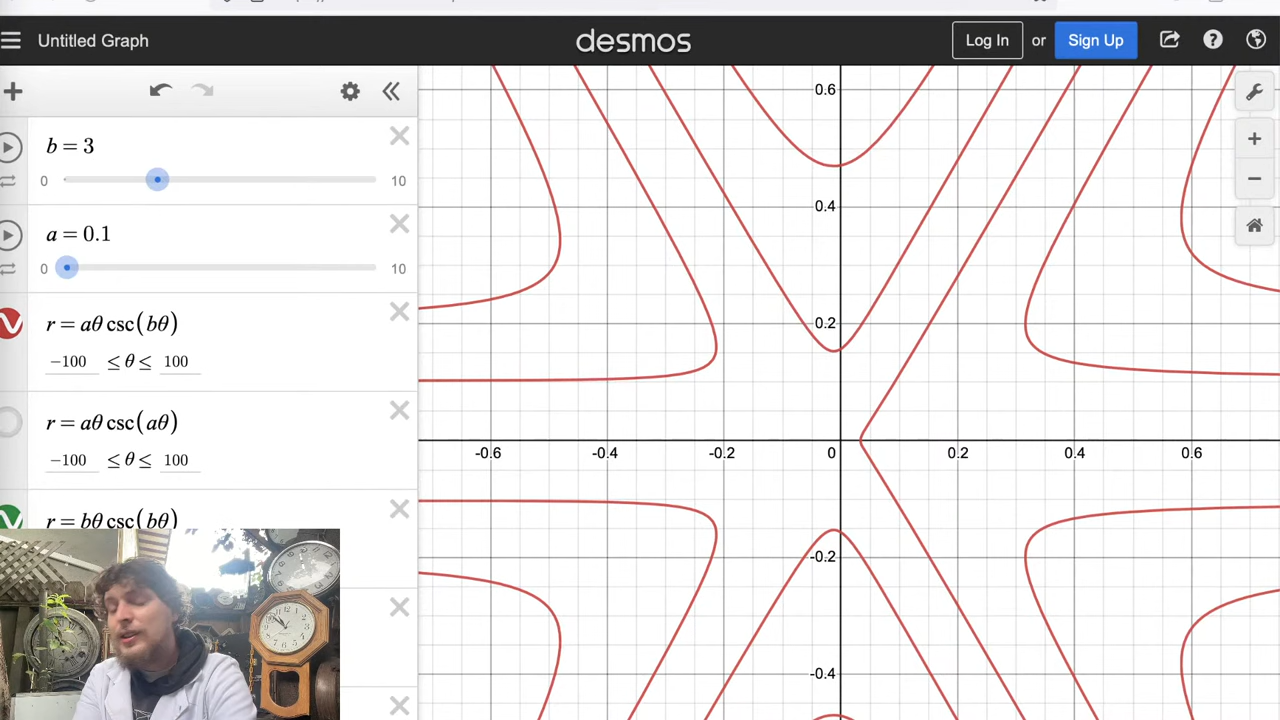 Untitled Graph
desmos
Log In or Sign Up
b = 3
0 10
a = 0.1
0 10
r = aθ csc(bθ)
-100 ≤ θ ≤ 100
r = aθ csc(aθ)
-100 ≤ θ ≤ 100
r = bθ csc(bθ)
0.6
0.4
0.2
-0.6 -0.4 -0.2 0 0.2 0.4 0.6
-0.2
-0.4